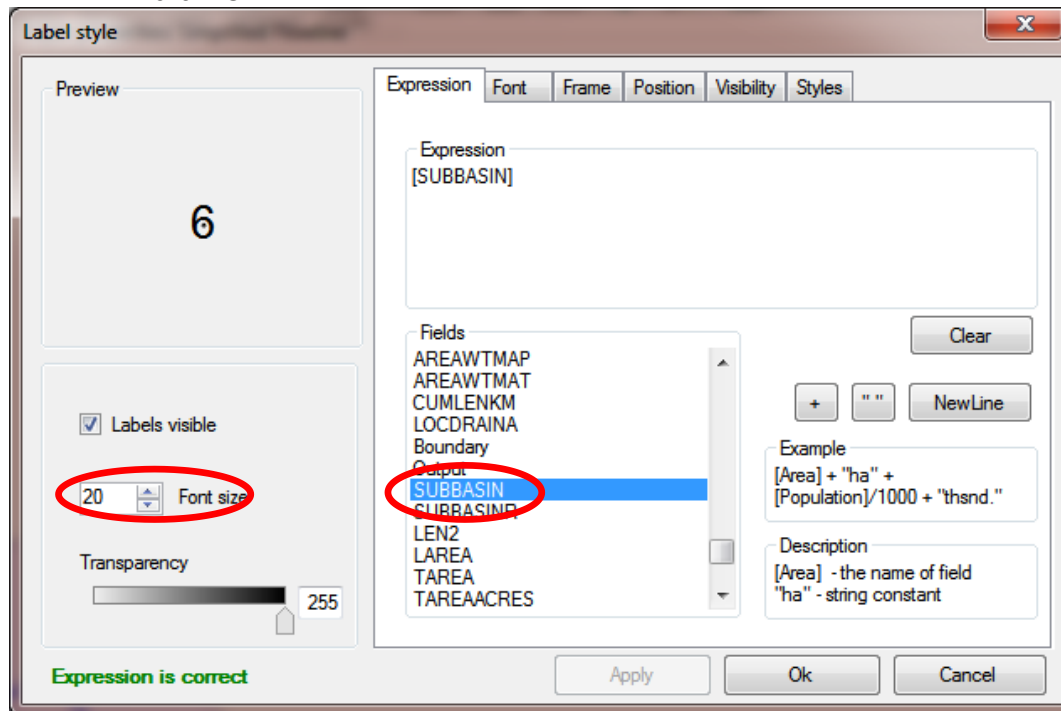 Label style
Preview
6
Labels visible
20 Font size
Transparency
255
Expression is correct
Expression Font Frame Position Visibility Styles
Expression
[SUBBASIN]
Fields
AREAWTMAP
AREAWTMAT
CUMLENKM
LOCDRAINA
Boundary
Output
SUBBASIN
SUBBASINR
LEN2
LAREA
TAREA
TAREAACRES
Clear
+ " " NewLine
Example
[Area] + "ha" +
[Population]/1000 + "thsnd."
Description
[Area] - the name of field
"ha" - string constant
Apply Ok Cancel